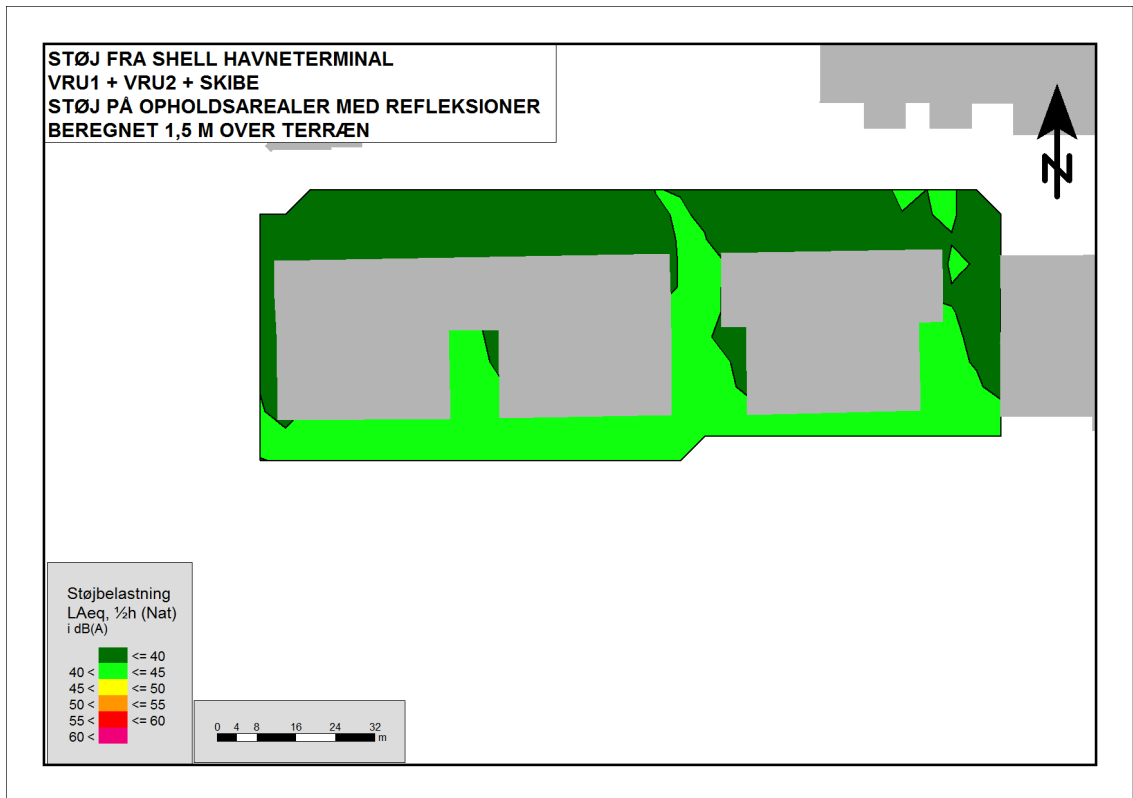 STØJ FRA SHELL HAVNETERMINAL
VRU1 + VRU2 + SKIBE
STØJ PÅ OPHOLDSAREALER MED REFLEKSIONER
BEREGNET 1,5 M OVER TERRÆN
N
Støjbelastning
LAeq, ½h (Nat)
i dB(A)
<= 40
40 < <= 45
45 < <= 50
50 < <= 55
55 < <= 60
60 <
0 4 8 16 24 32
m